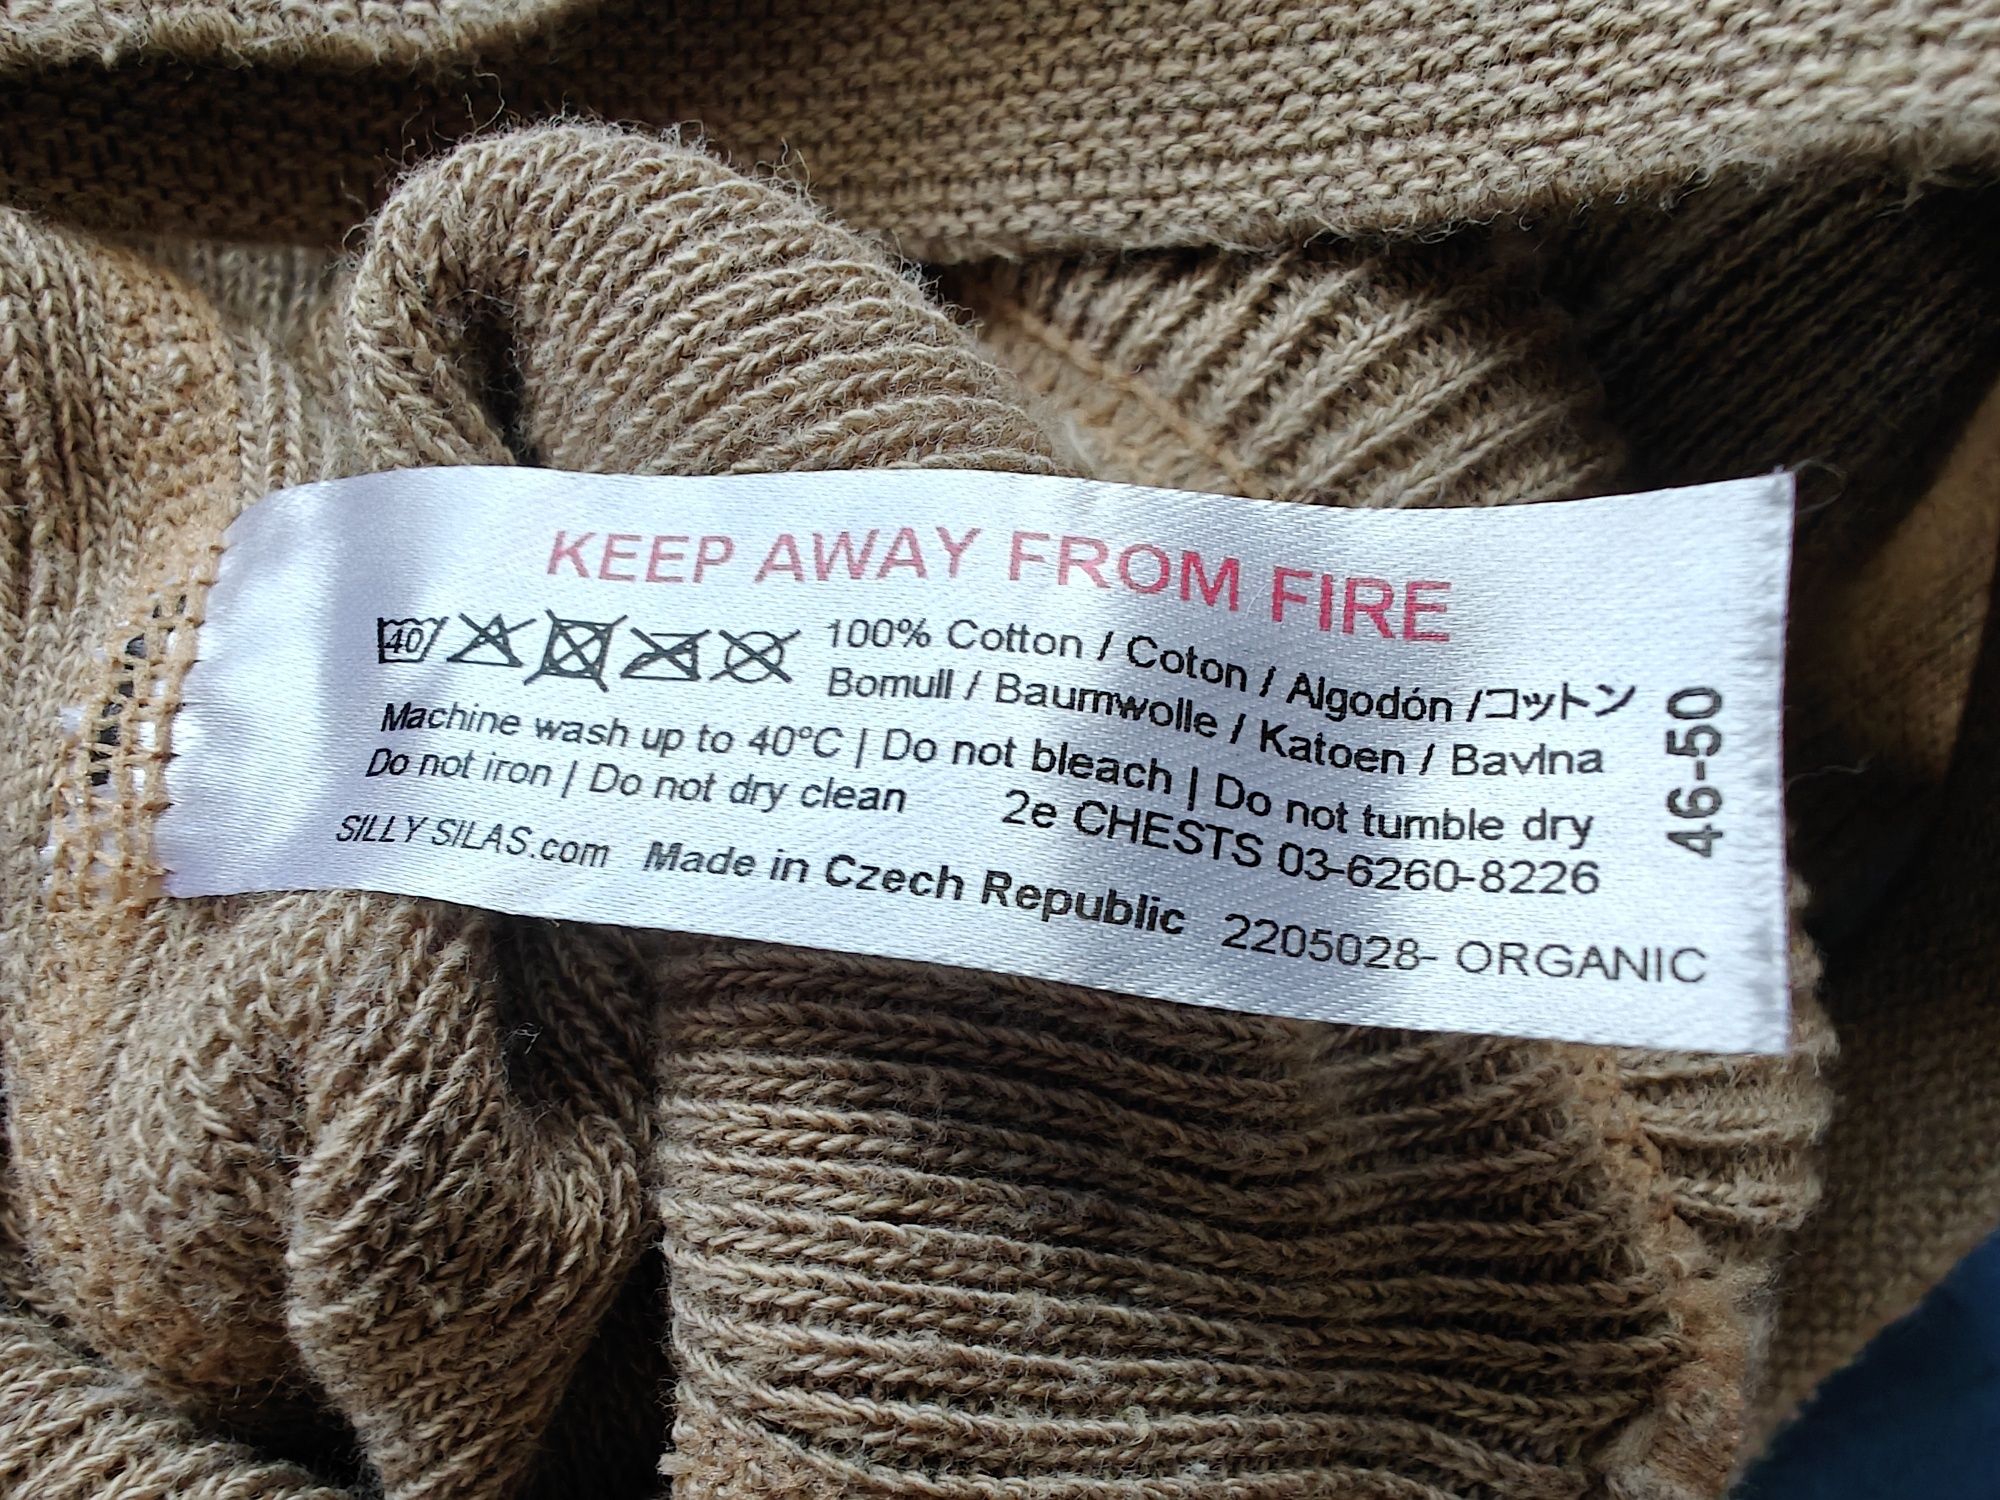 KEEP AWAY FROM FIRE
40
100% Cotton / Coton / Algodón /コットン
Bomull / Baumwolle / Katoen / Bavlna
Machine wash up to 40°C | Do not bleach | Do not tumble dry
Do not iron | Do not dry clean 2e CHESTS 03-6260-8226
SILLY SILAS.com Made in Czech Republic 2205028- ORGANIC
46-50